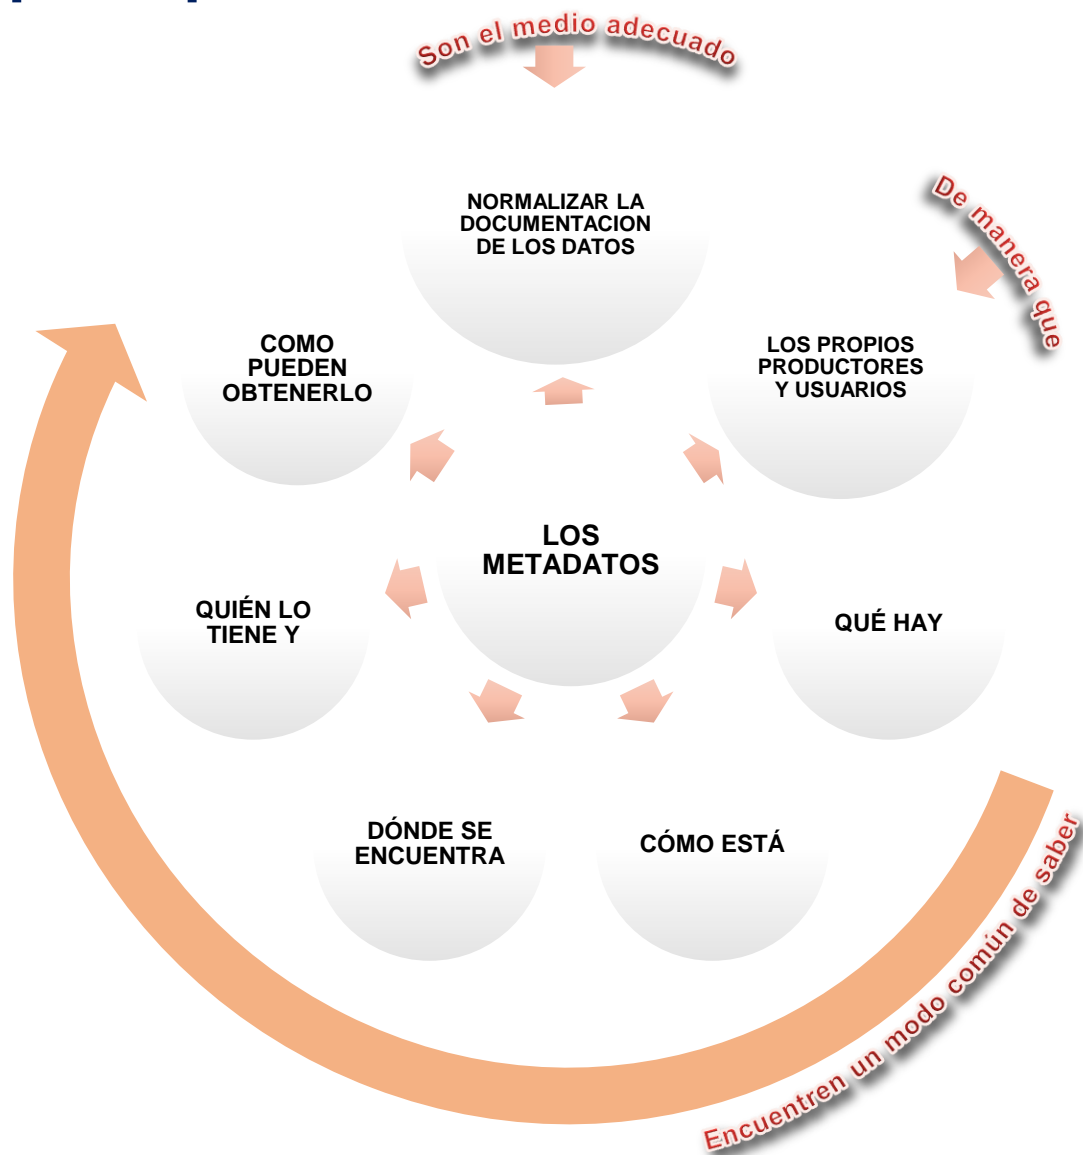 Son el medio adecuado
NORMALIZAR LA
DOCUMENTACION
DE LOS DATOS
De manera que
LOS PROPIOS
PRODUCTORES
Y USUARIOS
COMO
PUEDEN
OBTENERLO
LOS
METADATOS
QUIÉN LO
TIENE Y
QUÉ HAY
DÓNDE SE
ENCUENTRA
CÓMO ESTÁ
Encuentren un modo común de saber